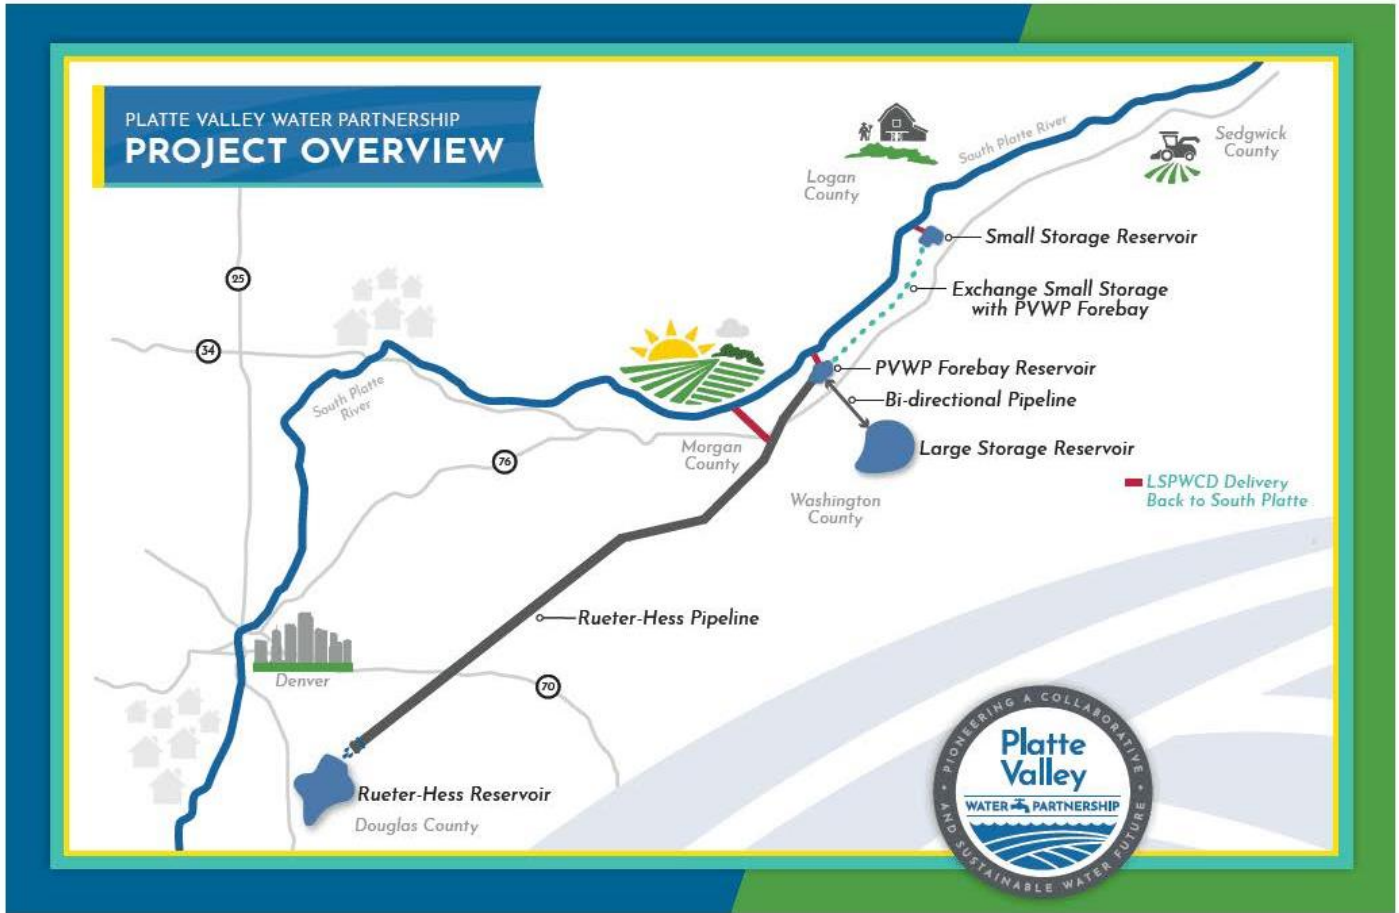 PLATTE VALLEY WATER PARTNERSHIP
PROJECT OVERVIEW
South Platte River
Sedgwick
County
Logan
County
Small Storage Reservoir
25
Exchange Small Storage
with PVWP Forebay
34
PVWP Forebay Reservoir
South Platte
River
Bi-directional Pipeline
Morgan
County
Large Storage Reservoir
76
LSPWCD Delivery
Back to South Platte
Washington
County
Rueter-Hess Pipeline
Denver
70
Rueter-Hess Reservoir
Douglas County
PIONEERING A COLLABORATIVE
Platte
Valley
WATER PARTNERSHIP
AND SUSTAINABLE WATER FUTURE